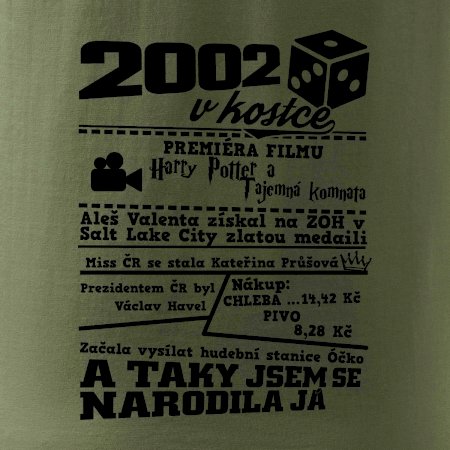 2002
v kostce
PREMIÉRA FILMU
Harry Potter a
Tajemná komnata
Aleš Valenta získal na ZOH v
Salt Lake City zlatou medaili
Miss ČR se stala Kateřina Průšová
Prezidentem ČR byl
Václav Havel
Nákup:
CHLEBA ...14,42 Kč
PIVO
8,28 Kč
Začala vysílat hudební stanice Óčko
A TAKY JSEM SE
NARODILA JÁ